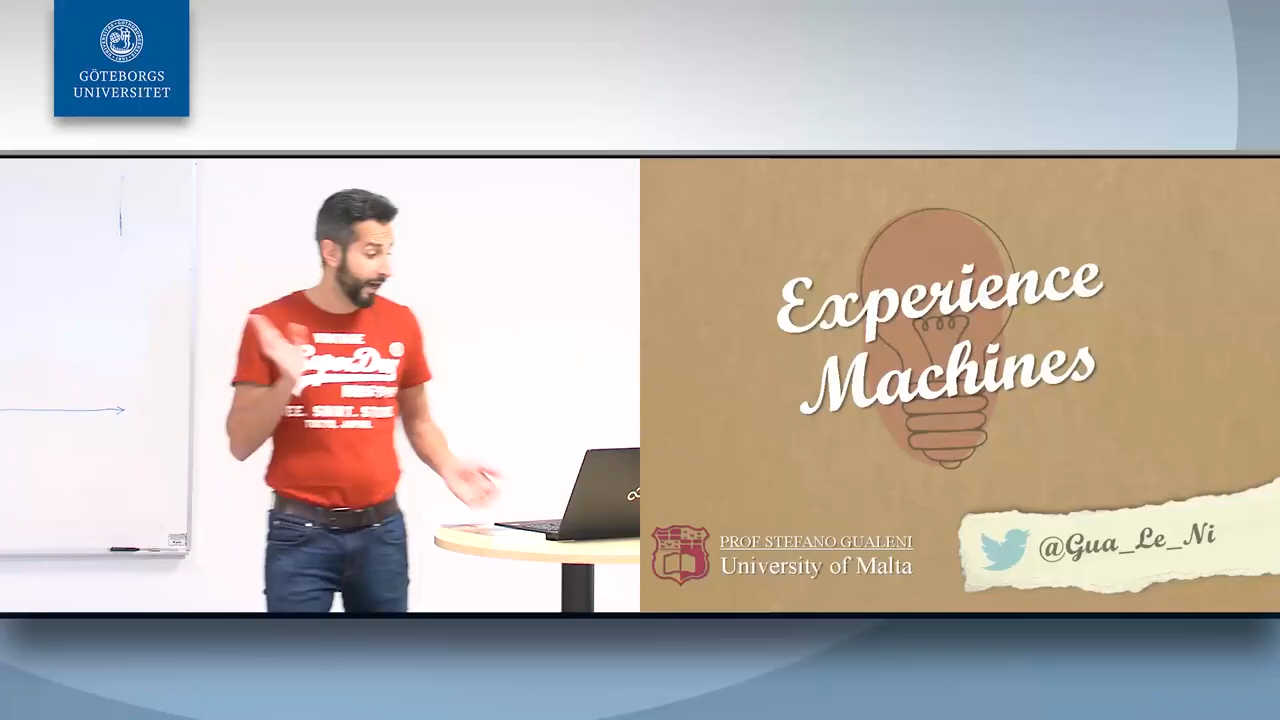 GÖTEBORGS
UNIVERSITET
Experience
Machines
PROF STEFANO GUALENI
University of Malta
@Gua_Le_Ni